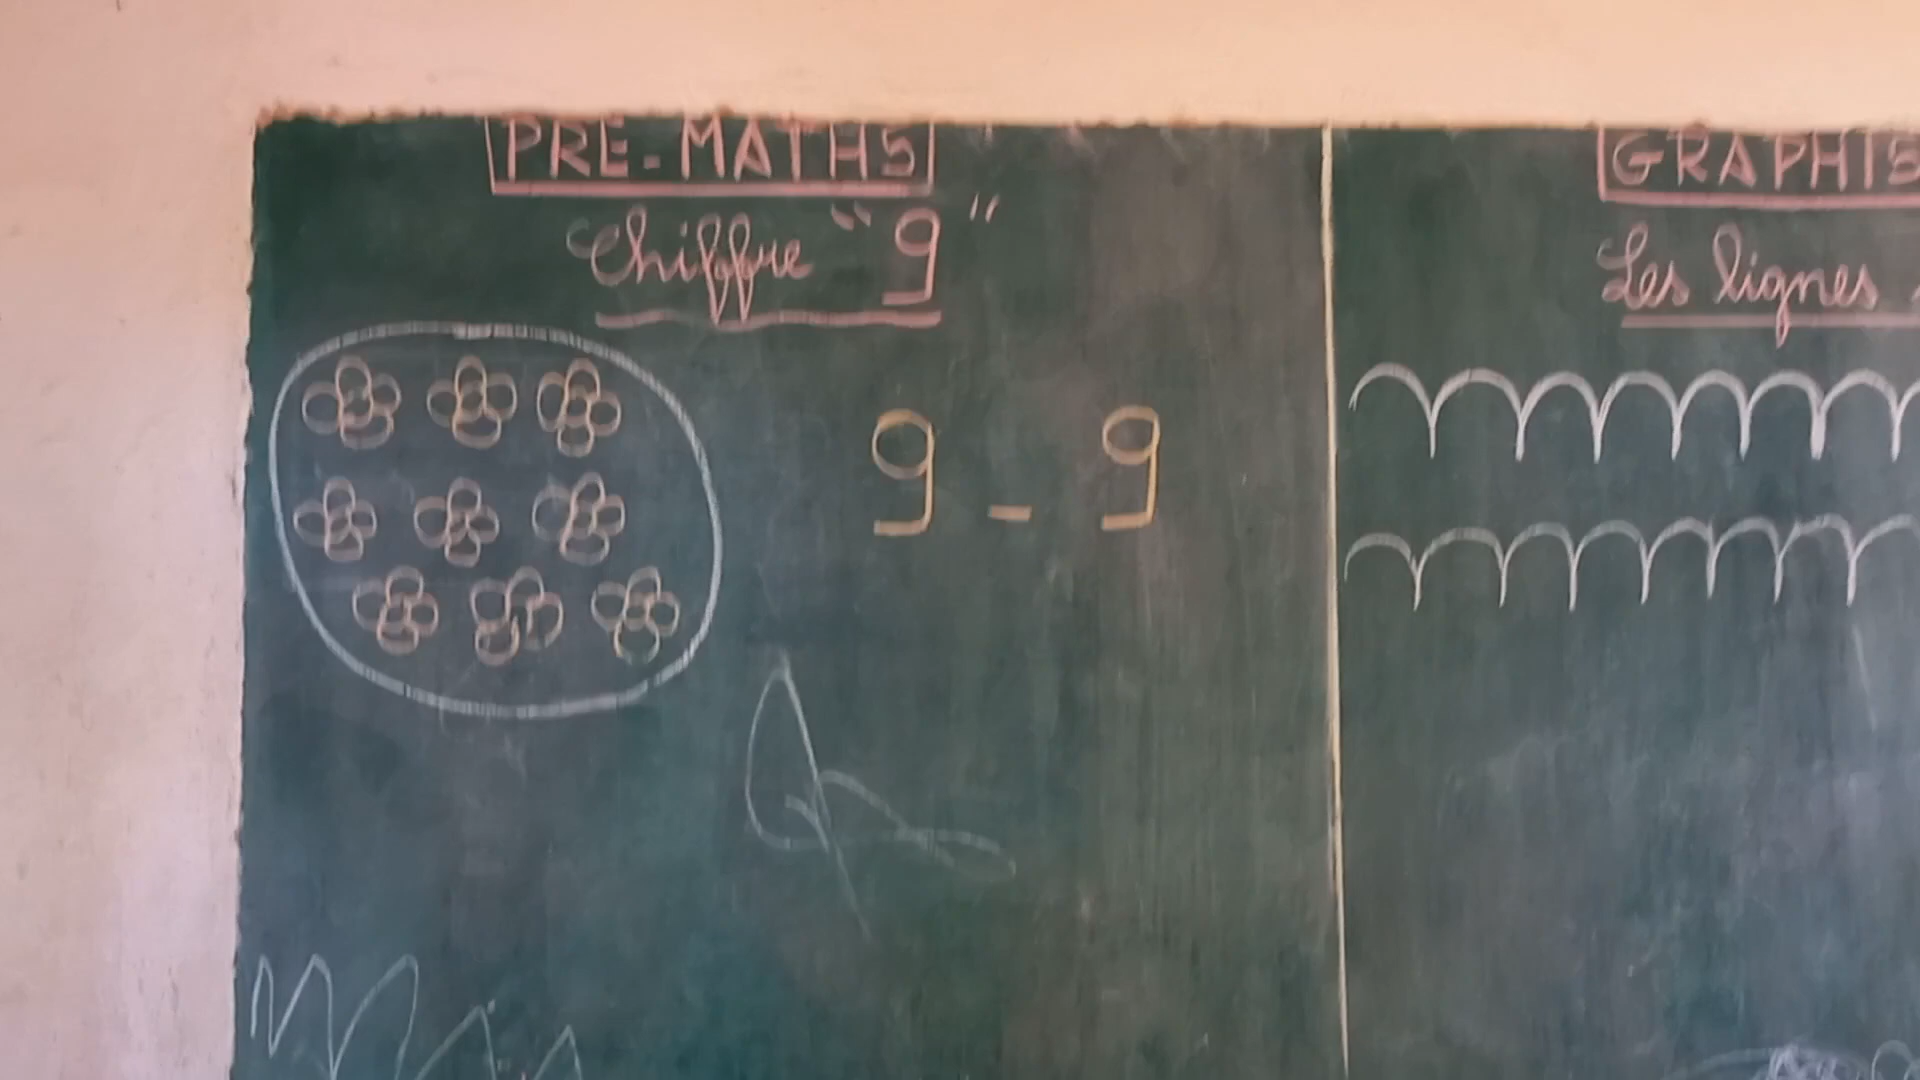 PRE-MATHS
Chiffre "9"
9 - 9
GRAPHIS
Les lignes